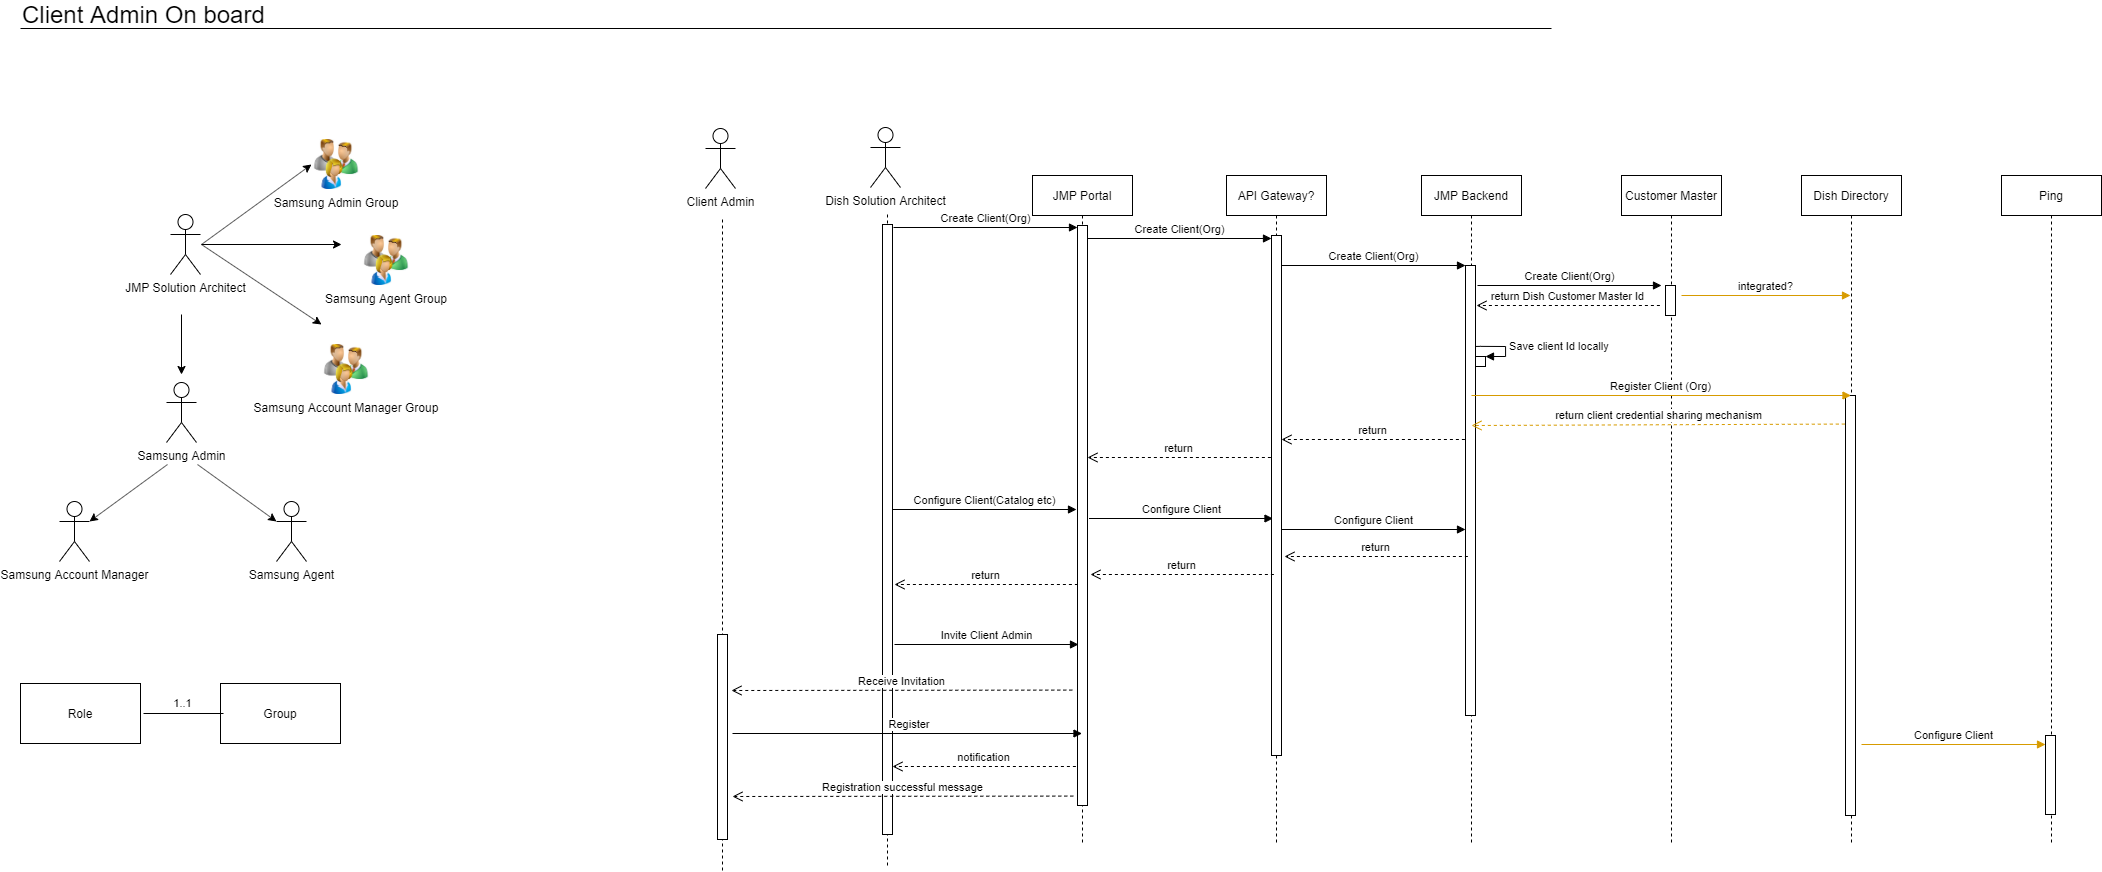 Client Admin On board
Samsung Admin Group
JMP Solution Architect
Samsung Agent Group
Samsung Account Manager Group
Samsung Admin
Samsung Account Manager
Samsung Agent
Role
1..1
Group
Client Admin
Dish Solution Architect
JMP Portal
API Gateway?
JMP Backend
Customer Master
Dish Directory
Ping
Create Client(Org)
Create Client(Org)
Create Client(Org)
Create Client(Org)
integrated?
return Dish Customer Master Id
Save client Id locally
Register Client (Org)
return client credential sharing mechanism
return
return
Configure Client(Catalog etc)
Configure Client
Configure Client
return
return
return
Invite Client Admin
Receive Invitation
Register
Configure Client
notification
Registration successful message